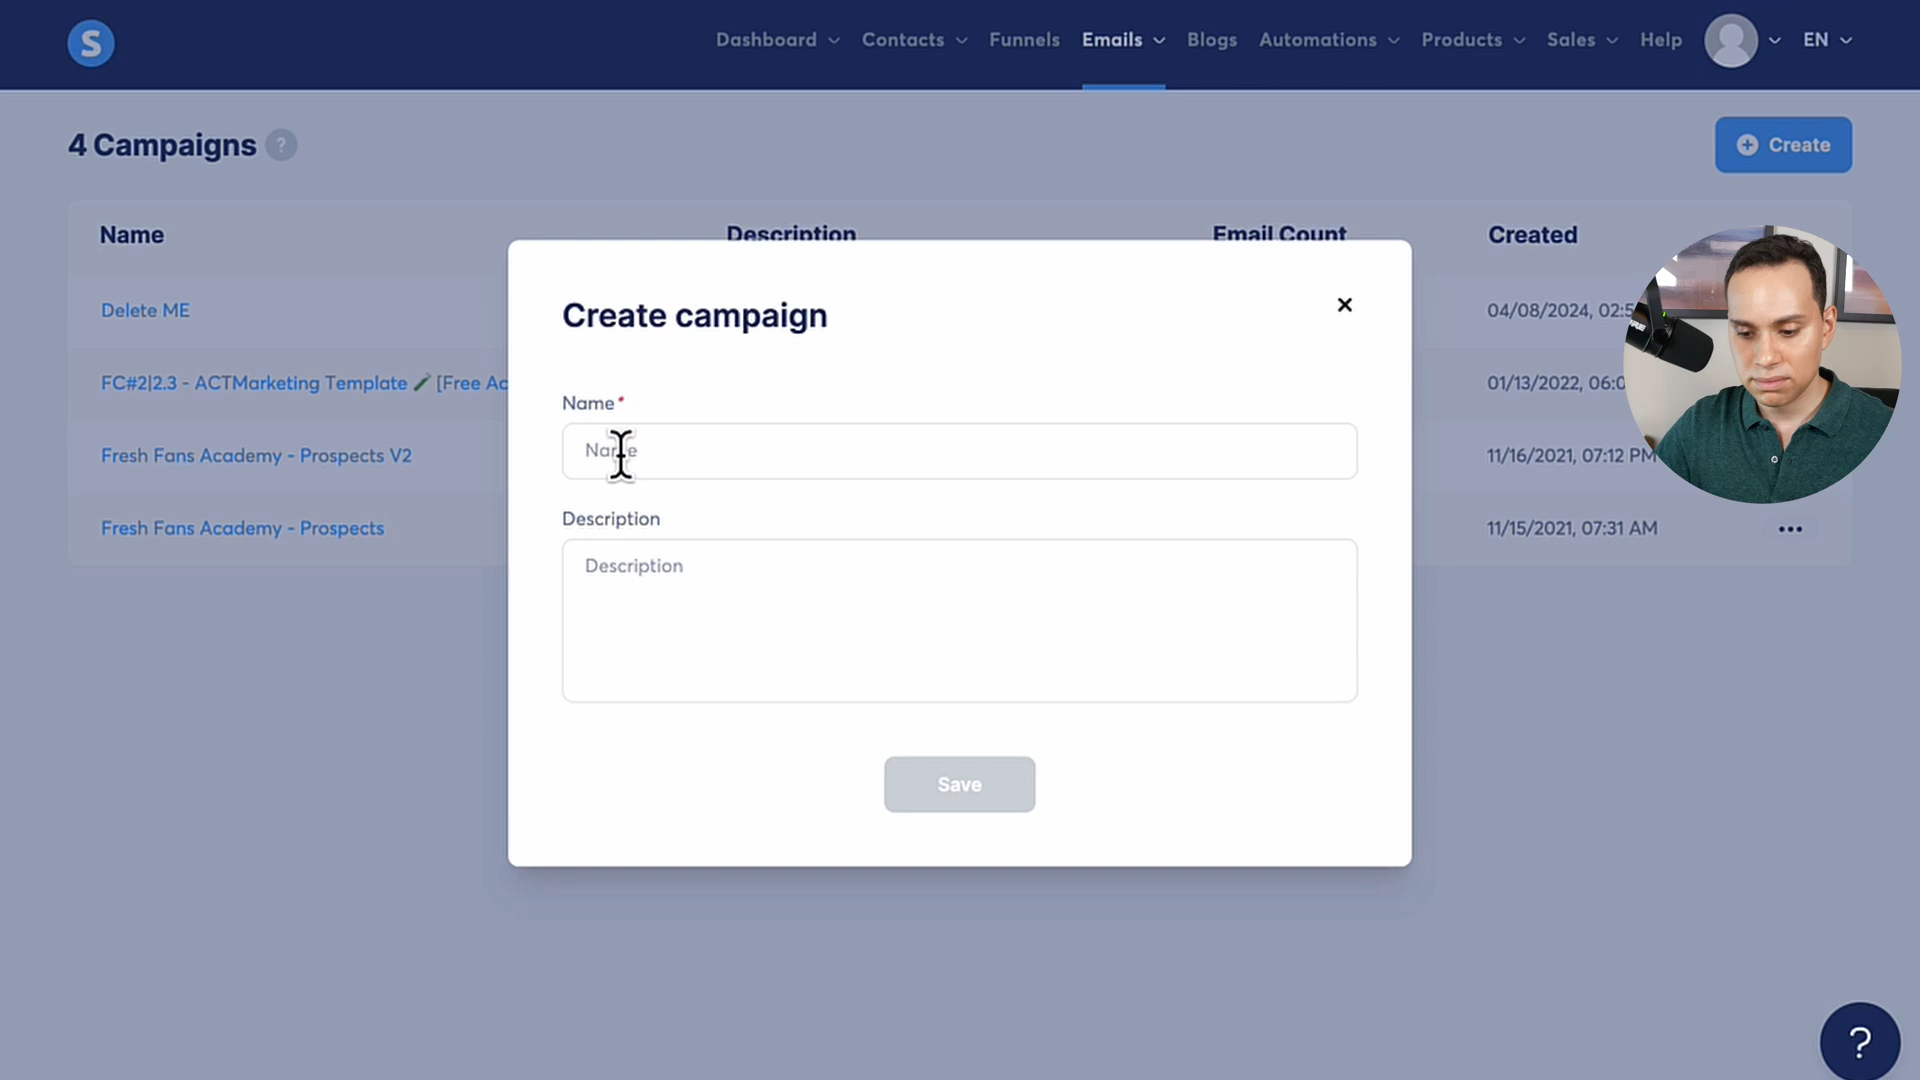 S
Dashboard Contacts Funnels Emails Blogs Automations Products Sales Help EN
4 Campaigns ?
Create
Name Description Email Count Created
Delete ME 04/08/2024, 02:5
FC#2|2.3 - ACTMarketing Template [Free Ac 01/13/2022, 06:0
Fresh Fans Academy - Prospects V2 11/16/2021, 07:12 PM
Fresh Fans Academy - Prospects 11/15/2021, 07:31 AM
Create campaign
Name*
Name
Description
Description
Save
?